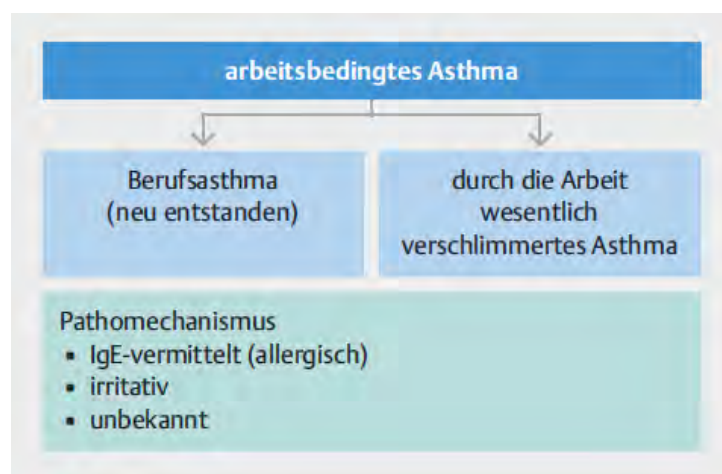 arbeitsbedingtes Asthma
Berufsasthma
(neu entstanden)
durch die Arbeit
wesentlich
verschlimmertes Asthma
Pathomechanismus
▪ IgE-vermittelt (allergisch)
▪ irritativ
▪ unbekannt